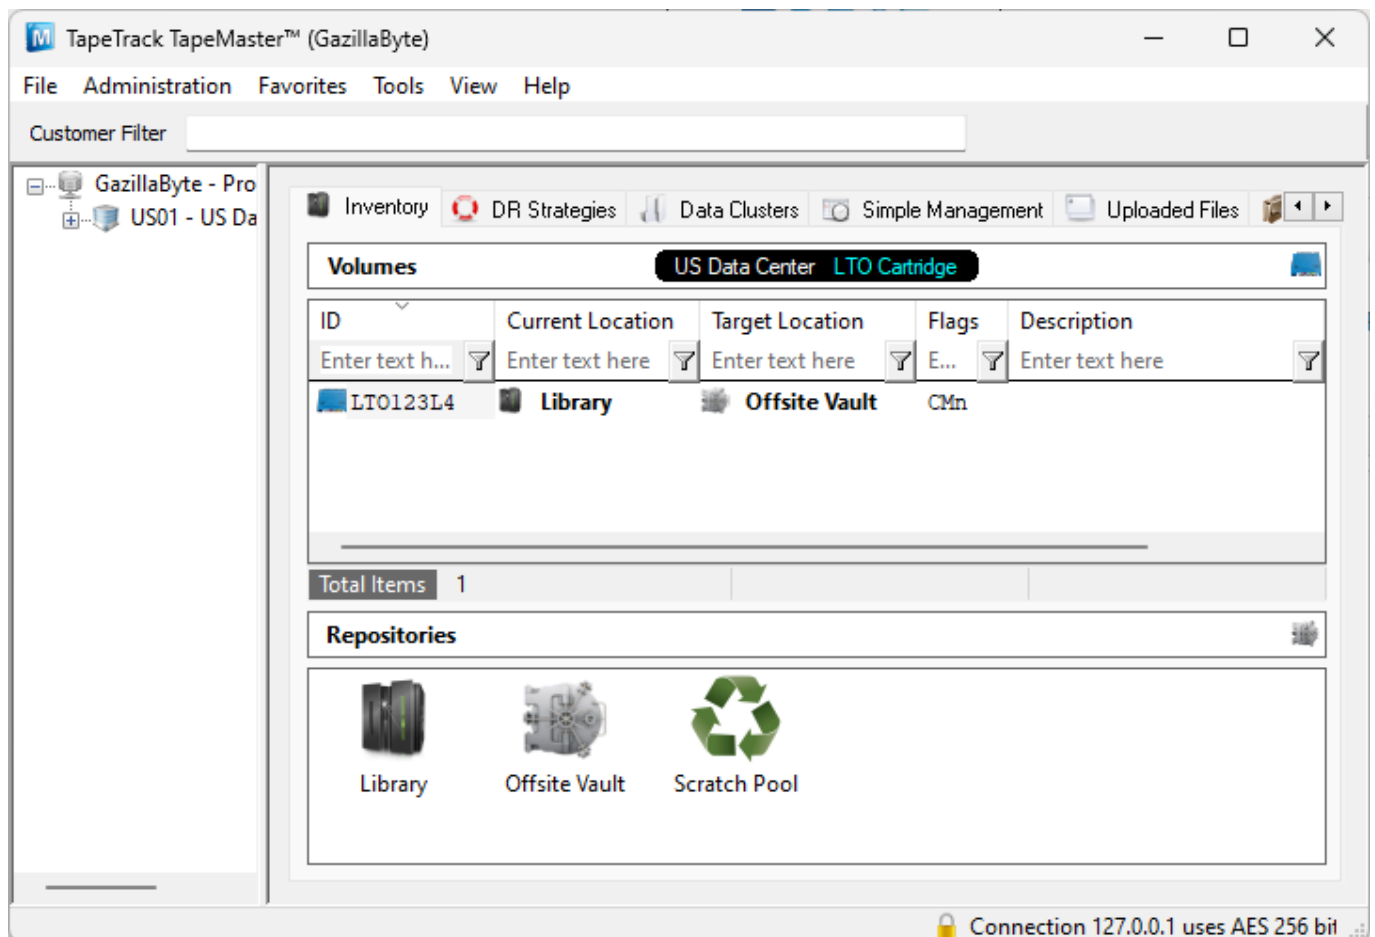 TapeTrack TapeMaster™ (GazillaByte)
File Administration Favorites Tools View Help
Customer Filter
GazillaByte - Pro
US01 - US Da
Inventory DR Strategies Data Clusters Simple Management Uploaded Files
Volumes US Data Center LTO Cartridge
ID Current Location Target Location Flags Description
Enter text h... Enter text here Enter text here E... Enter text here
LTO123L4 Library Offsite Vault CMn
Total Items 1
Repositories
Library Offsite Vault Scratch Pool
Connection 127.0.0.1 uses AES 256 bit